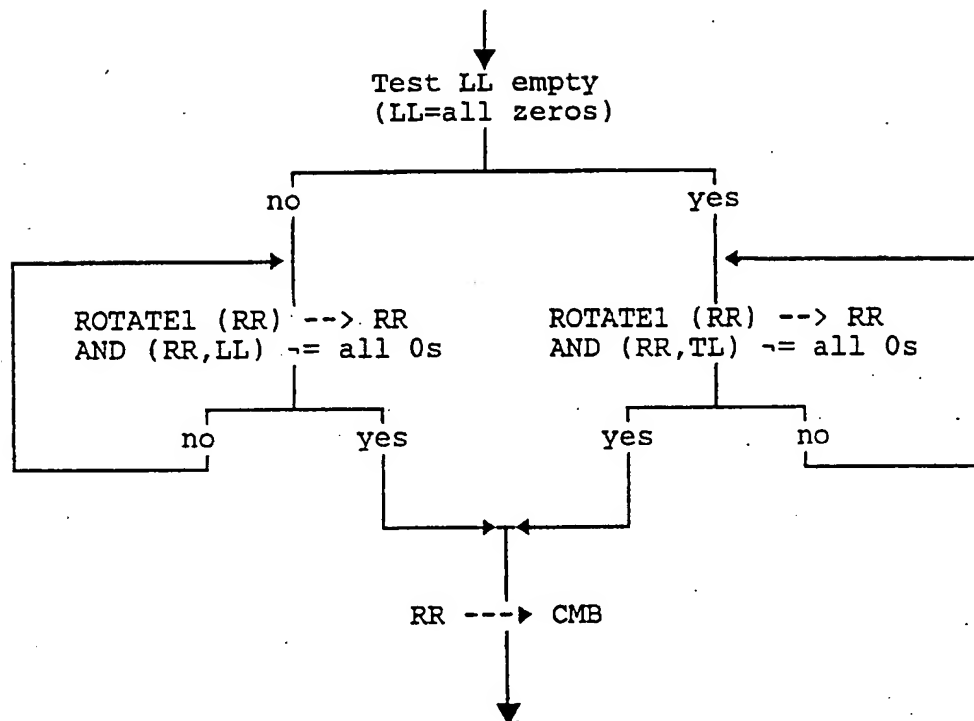 Test LL empty
(LL=all zeros)
no
yes
ROTATE1 (RR) --> RR
AND (RR,LL) ¬= all 0s
ROTATE1 (RR) --> RR
AND (RR,TL) ¬= all 0s
no
yes
yes
no
RR ---> CMB